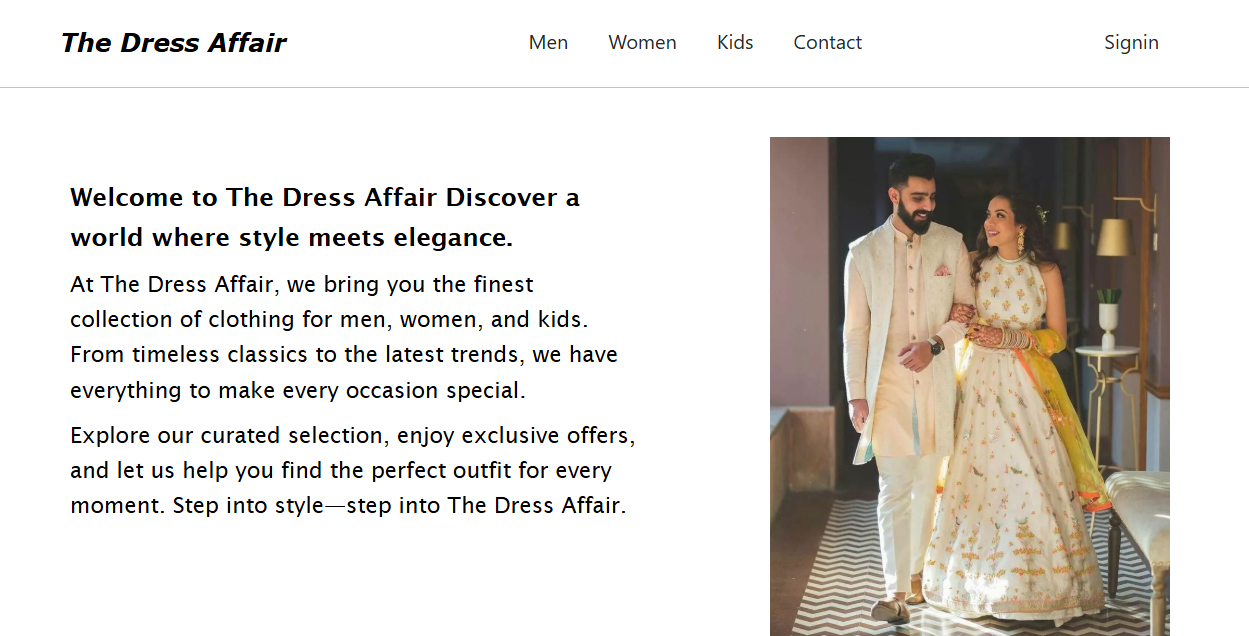 The Dress Affair
Men
Women
Kids
Contact
Signin
Welcome to The Dress Affair Discover a
world where style meets elegance.
At The Dress Affair, we bring you the finest
collection of clothing for men, women, and kids.
From timeless classics to the latest trends, we have
everything to make every occasion special.
Explore our curated selection, enjoy exclusive offers,
and let us help you find the perfect outfit for every
moment. Step into style—step into The Dress Affair.